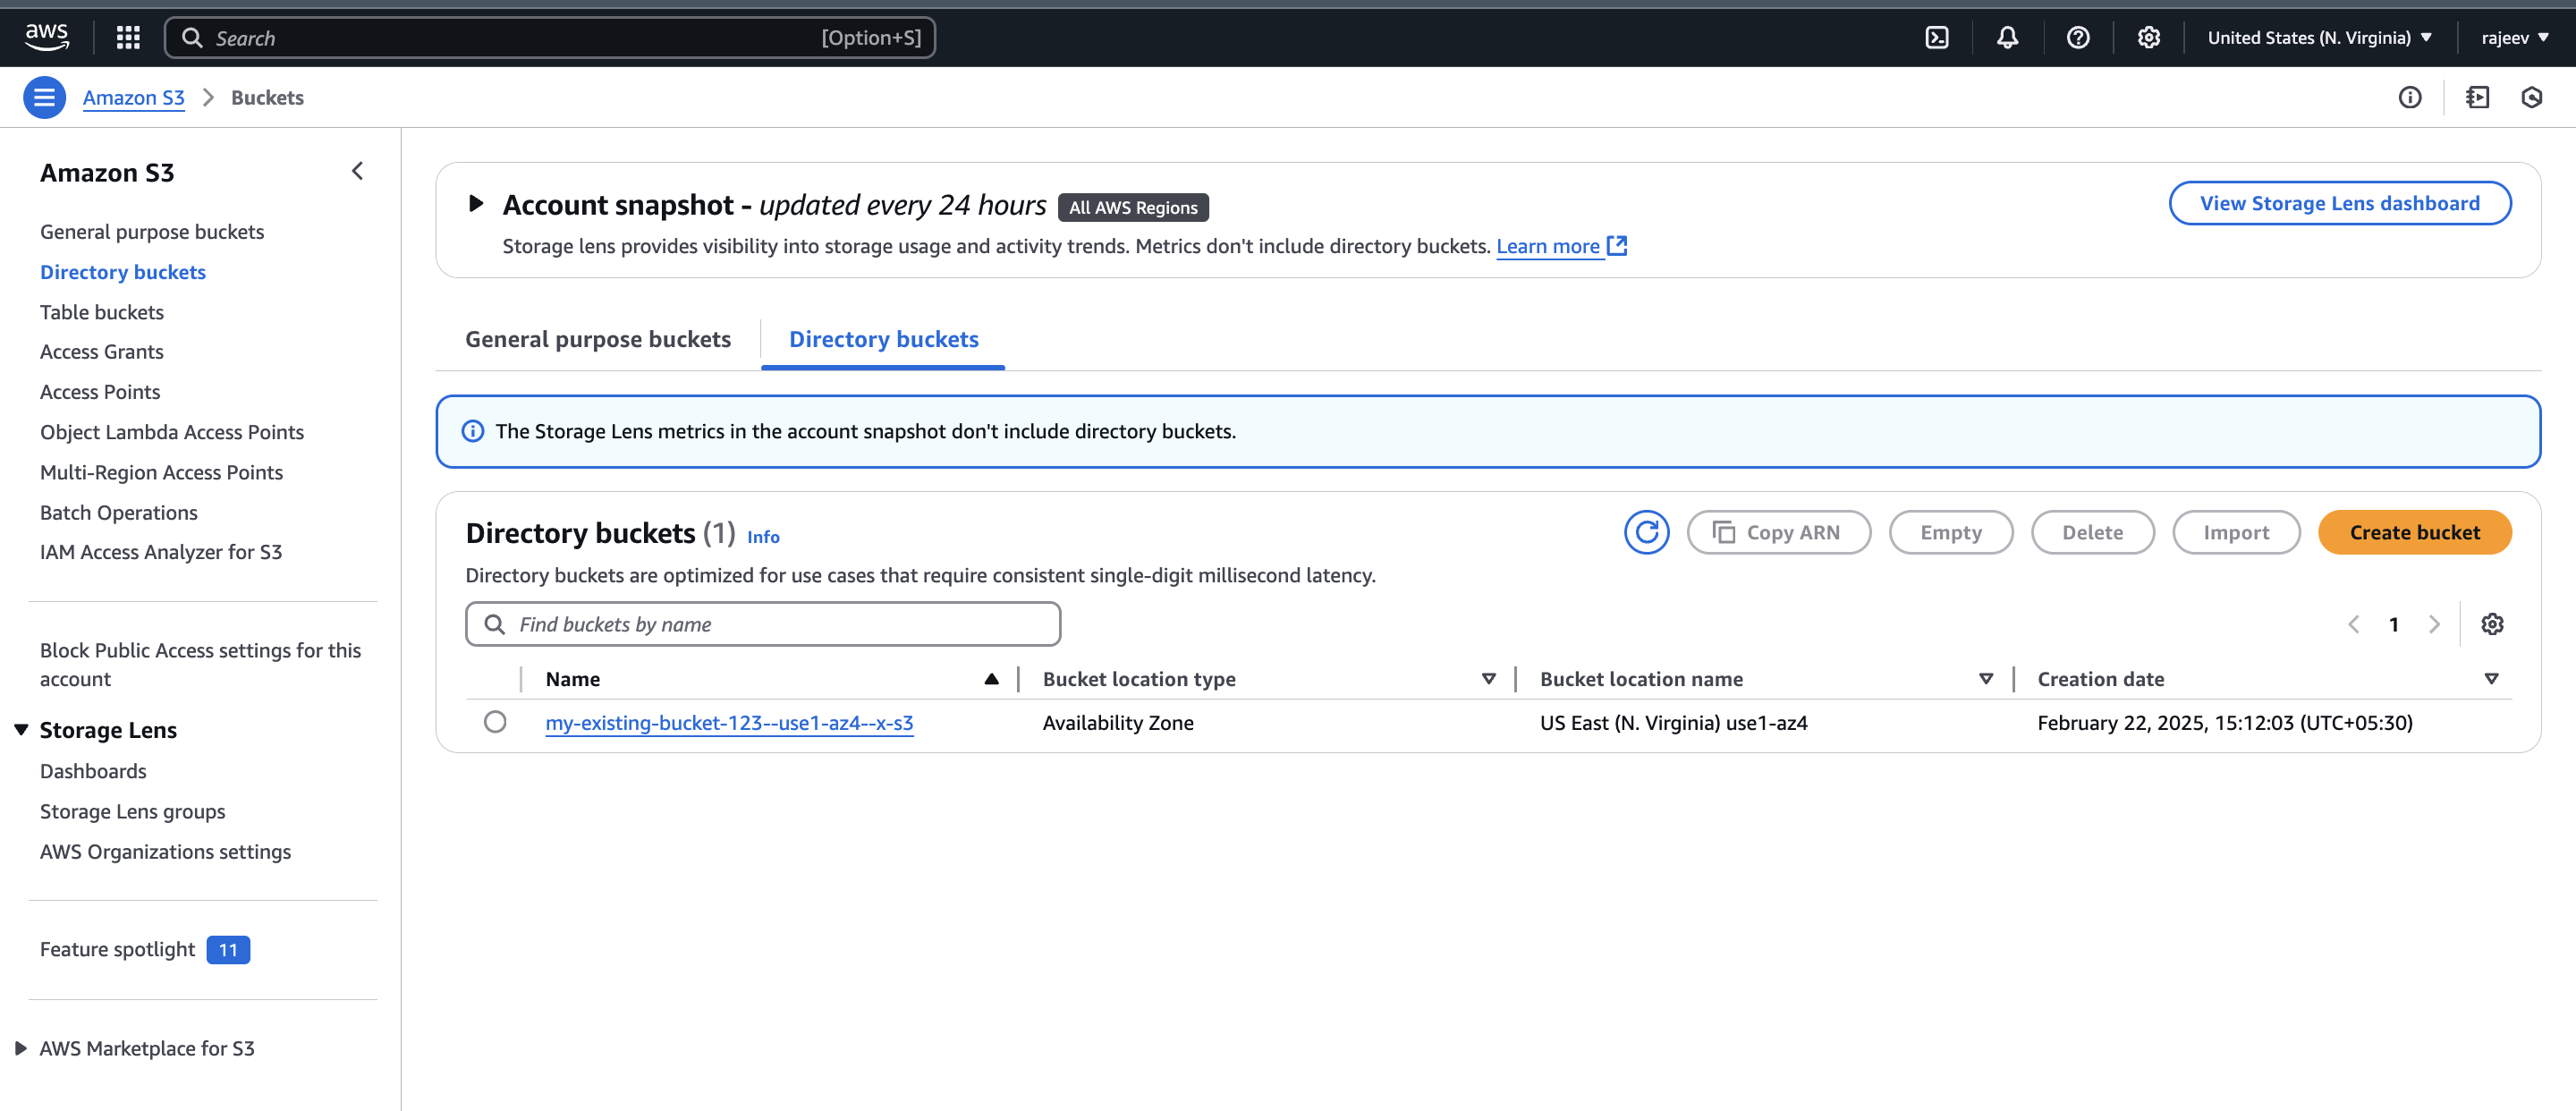 aws
Search [Option+S]
United States (N. Virginia)
rajeev
Amazon S3 > Buckets
Amazon S3
General purpose buckets
Directory buckets
Table buckets
Access Grants
Access Points
Object Lambda Access Points
Multi-Region Access Points
Batch Operations
IAM Access Analyzer for S3
Block Public Access settings for this
account
Storage Lens
Dashboards
Storage Lens groups
AWS Organizations settings
Feature spotlight 11
AWS Marketplace for S3
Account snapshot - updated every 24 hours All AWS Regions
View Storage Lens dashboard
Storage lens provides visibility into storage usage and activity trends. Metrics don't include directory buckets. Learn more
General purpose buckets Directory buckets
The Storage Lens metrics in the account snapshot don't include directory buckets.
Directory buckets (1) Info
Copy ARN Empty Delete Import Create bucket
Directory buckets are optimized for use cases that require consistent single-digit millisecond latency.
Find buckets by name
1
Name Bucket location type Bucket location name Creation date
my-existing-bucket-123--use1-az4--x-s3 Availability Zone US East (N. Virginia) use1-az4 February 22, 2025, 15:12:03 (UTC+05:30)